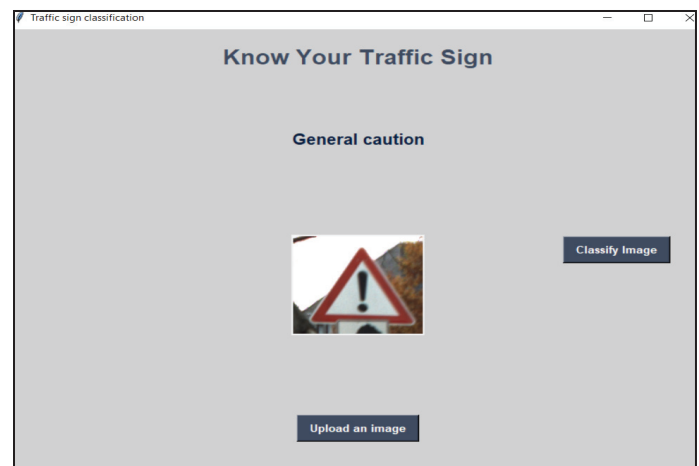 Traffic sign classification
Know Your Traffic Sign
General caution
Classify Image
Upload an image